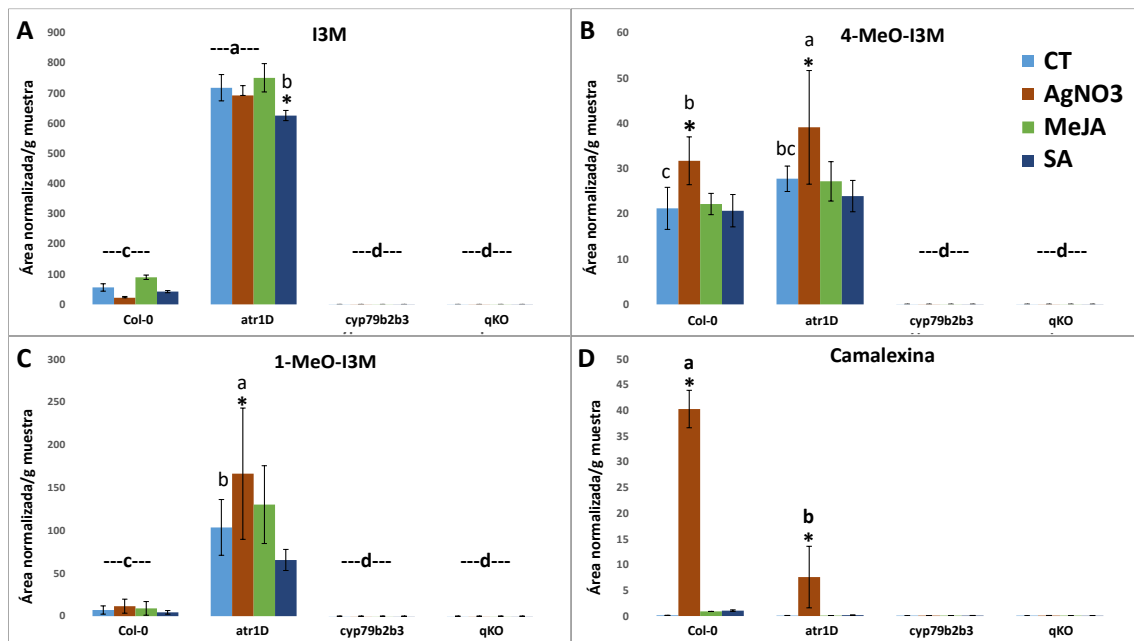 A
I3M
Área normalizada/g muestra
900
800
700
600
500
400
300
200
100
0
---c---
---a---
b
*
---d---
---d---
Col-0
atr1D
cyp79b2b3
qKO
B
4-MeO-I3M
Área normalizada/g muestra
60
50
40
30
20
10
0
c
b
*
bc
a
*
---d---
---d---
CT
AgNO3
MeJA
SA
Col-0
atr1D
cyp79b2b3
qKO
C
1-MeO-I3M
Área normalizada/g muestra
300
250
200
150
100
50
0
---c---
b
a
*
---d---
---d---
Col-0
atr1D
cyp79b2b3
qKO
D
Camalexina
Área normalizada/g muestra
50
45
40
35
30
25
20
15
10
5
0
a
*
b
*
Col-0
atr1D
cyp79b2b3
qKO